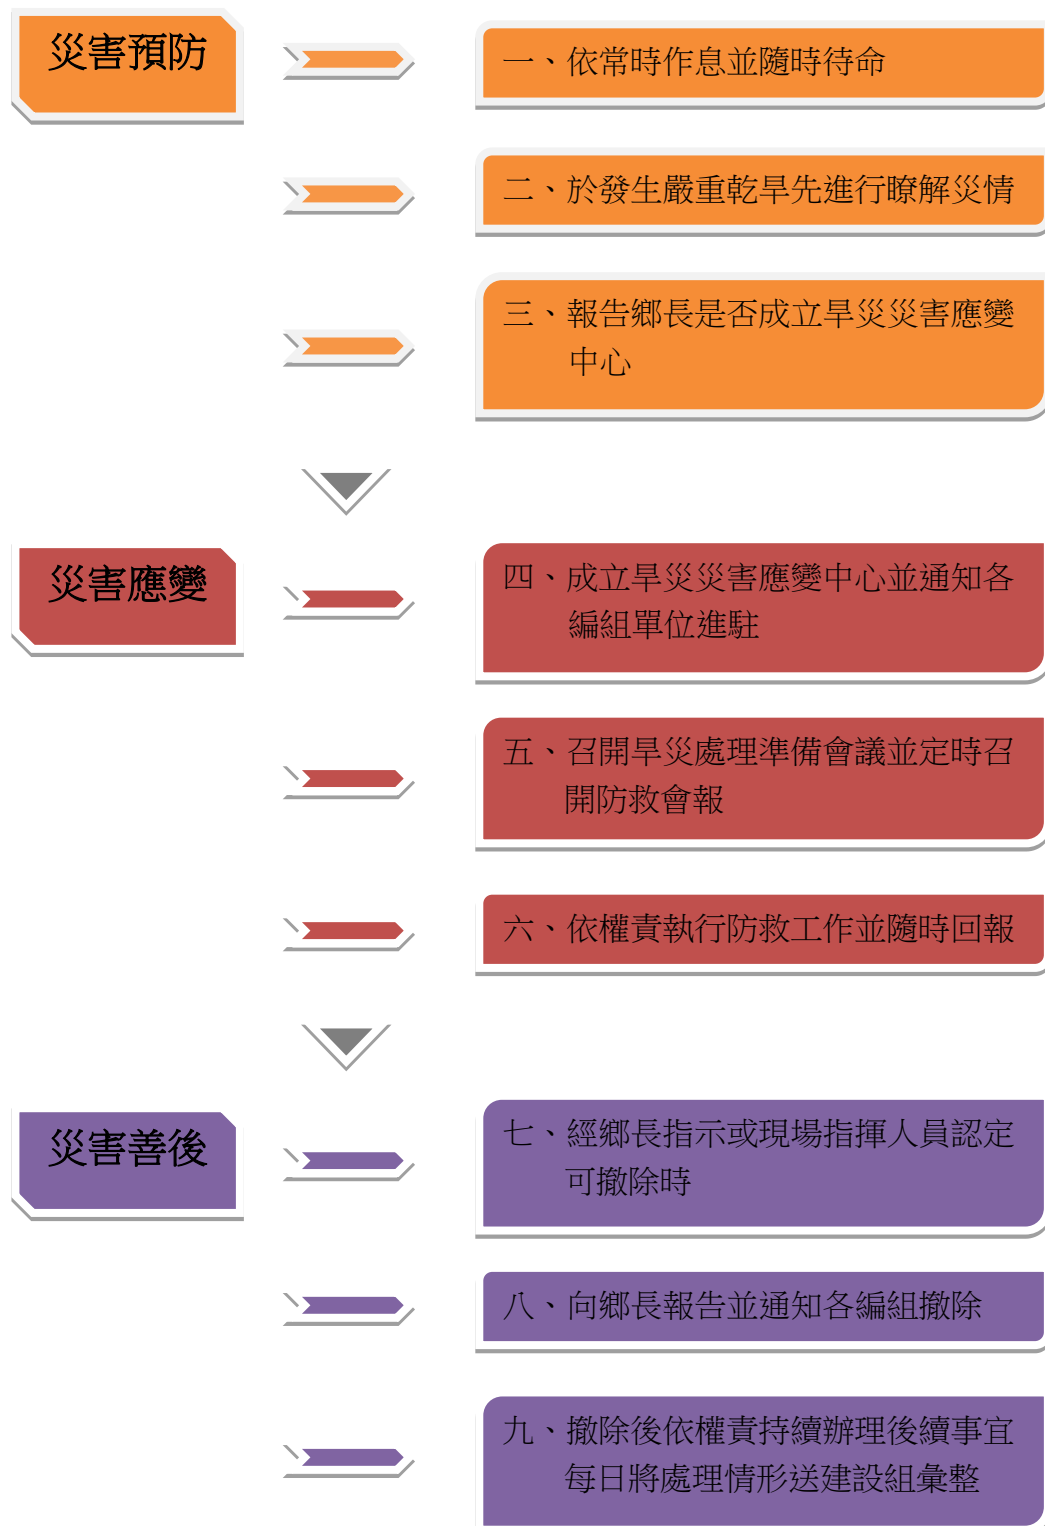 災害預防
一、依常時作息並隨時待命
二、於發生嚴重乾旱先進行瞭解災情
三、報告鄉長是否成立旱災災害應變
中心
災害應變
四、成立旱災災害應變中心並通知各
編組單位進駐
五、召開旱災處理準備會議並定時召
開防救會報
六、依權責執行防救工作並隨時回報
災害善後
七、經鄉長指示或現場指揮人員認定
可撤除時
八、向鄉長報告並通知各編組撤除
九、撤除後依權責持續辦理後續事宜
每日將處理情形送建設組彙整